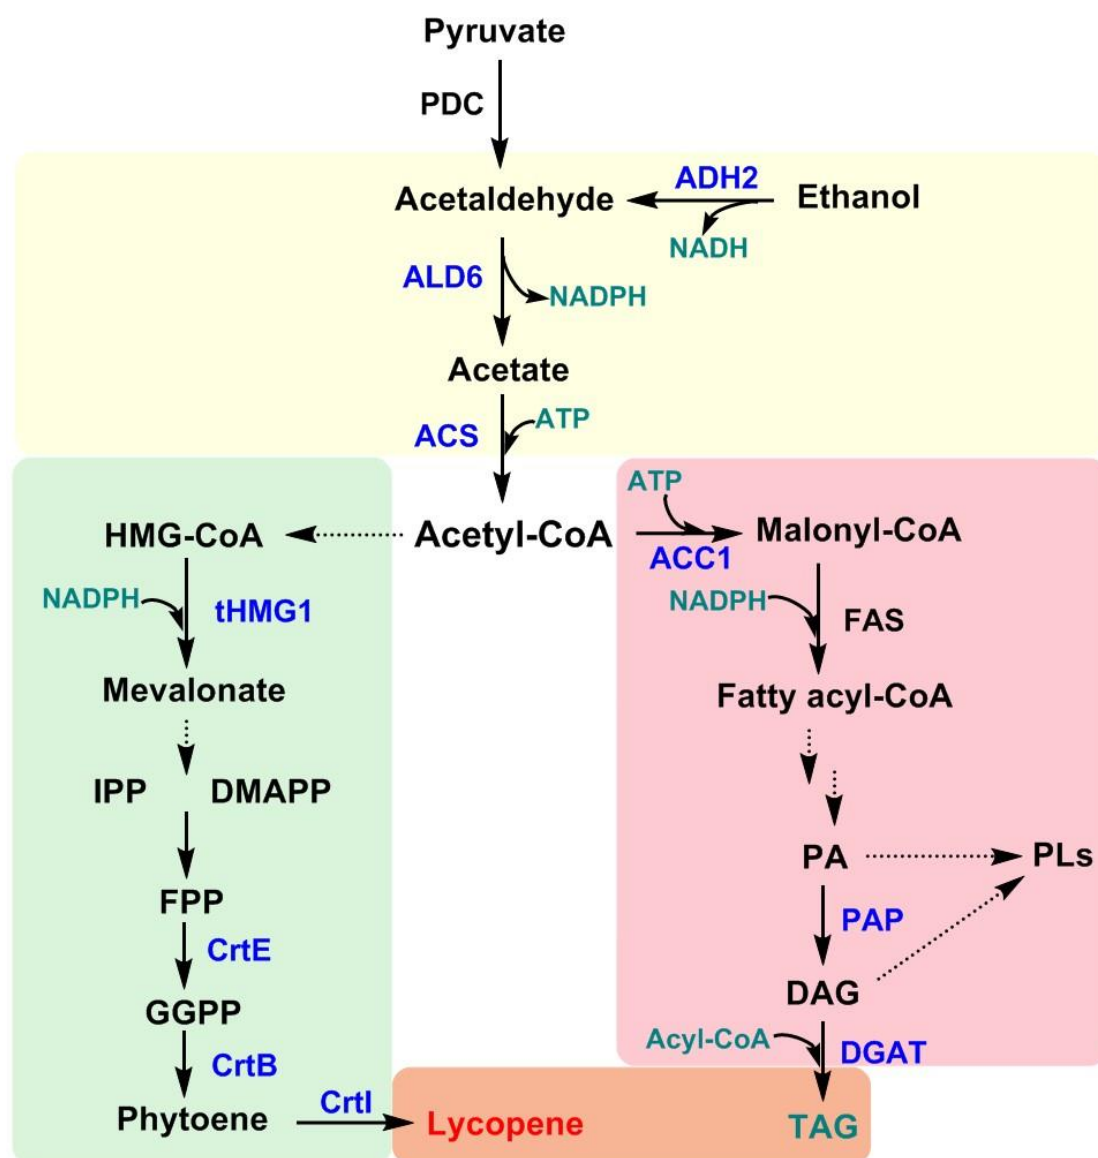 Pyruvate
PDC
Acetaldehyde
ADH2
Ethanol
NADH
ALD6
NADPH
Acetate
ACS
ATP
HMG-CoA
Acetyl-CoA
ATP
ACC1
Malonyl-CoA
NADPH
tHMG1
NADPH
FAS
Mevalonate
Fatty acyl-CoA
IPP
DMAPP
PA
PLs
FPP
PAP
CrtE
DAG
GGPP
Acyl-CoA
DGAT
CrtB
Phytoene
CrtI
Lycopene
TAG